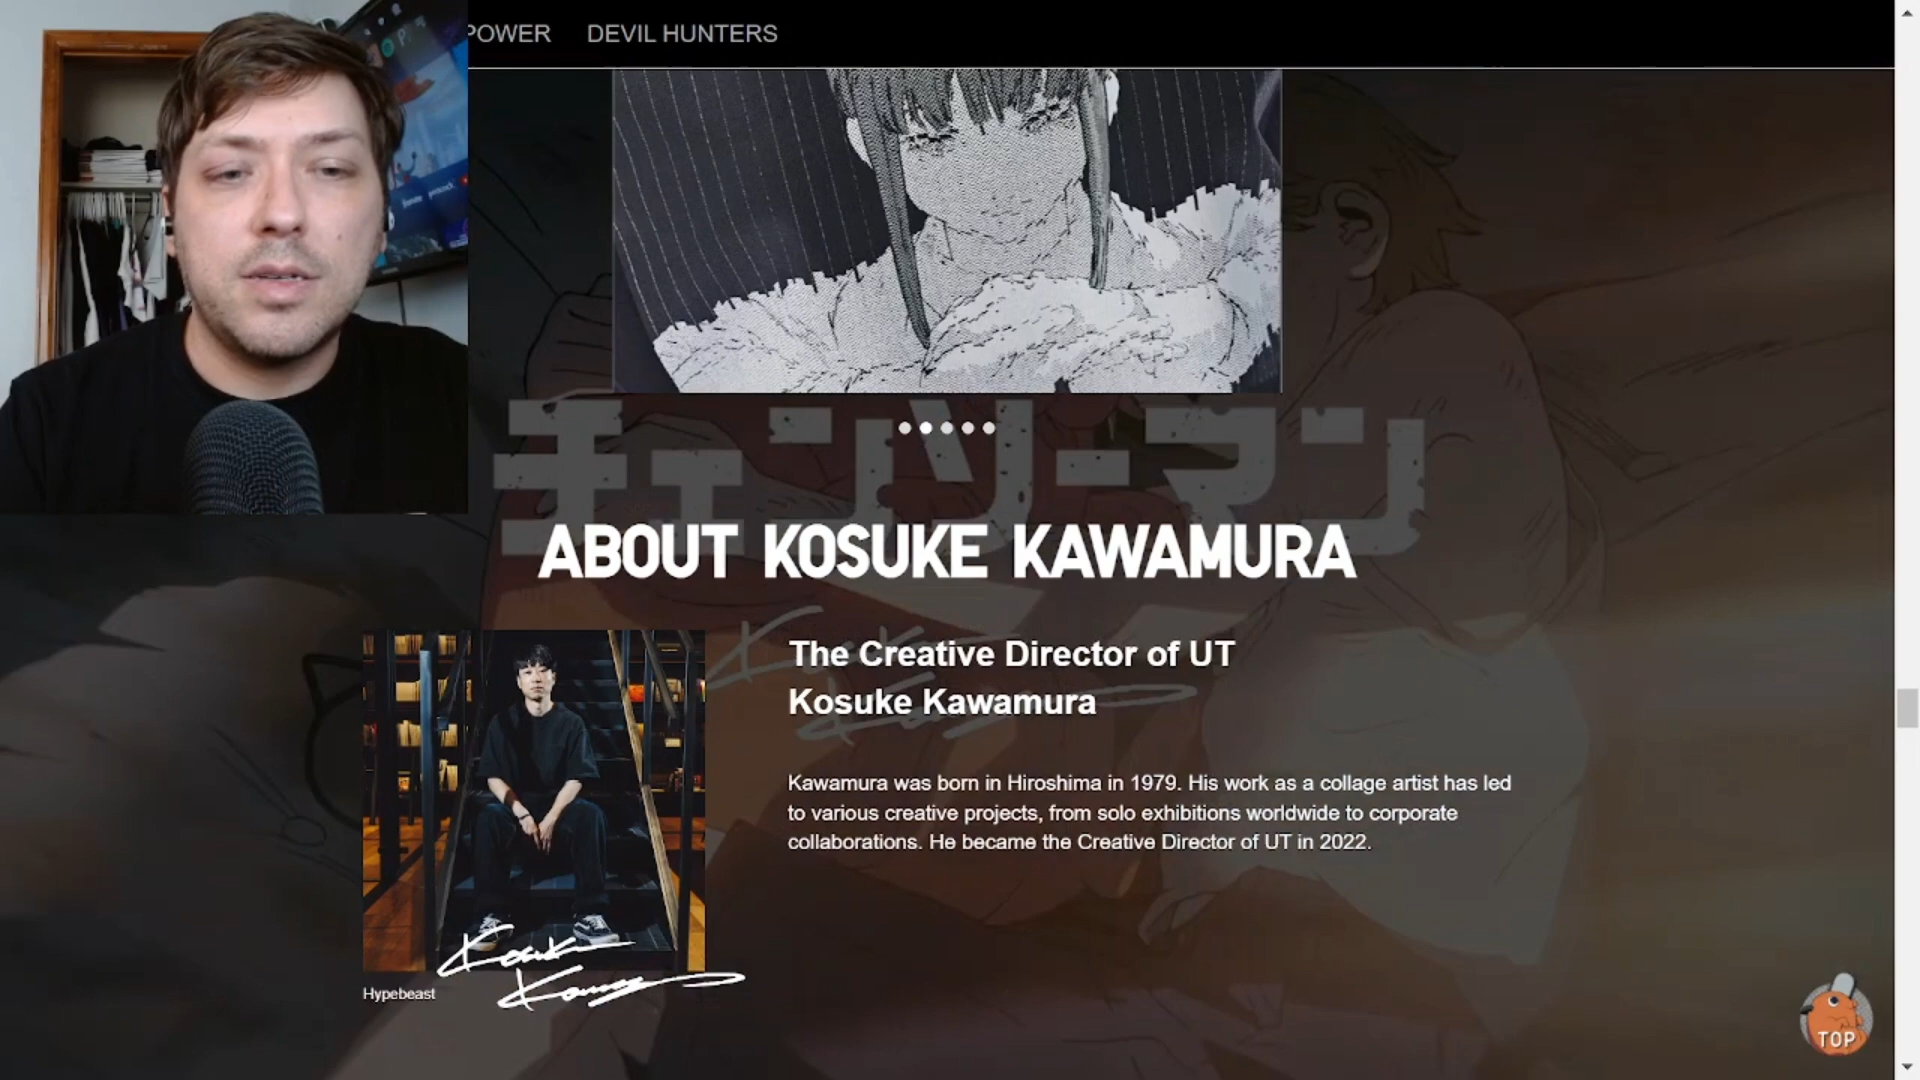 POWER DEVIL HUNTERS
チェンソーマン
ABOUT KOSUKE KAWAMURA
The Creative Director of UT
Kosuke Kawamura
Kawamura was born in Hiroshima in 1979. His work as a collage artist has led
to various creative projects, from solo exhibitions worldwide to corporate
collaborations. He became the Creative Director of UT in 2022.
Hypebeast
TOP